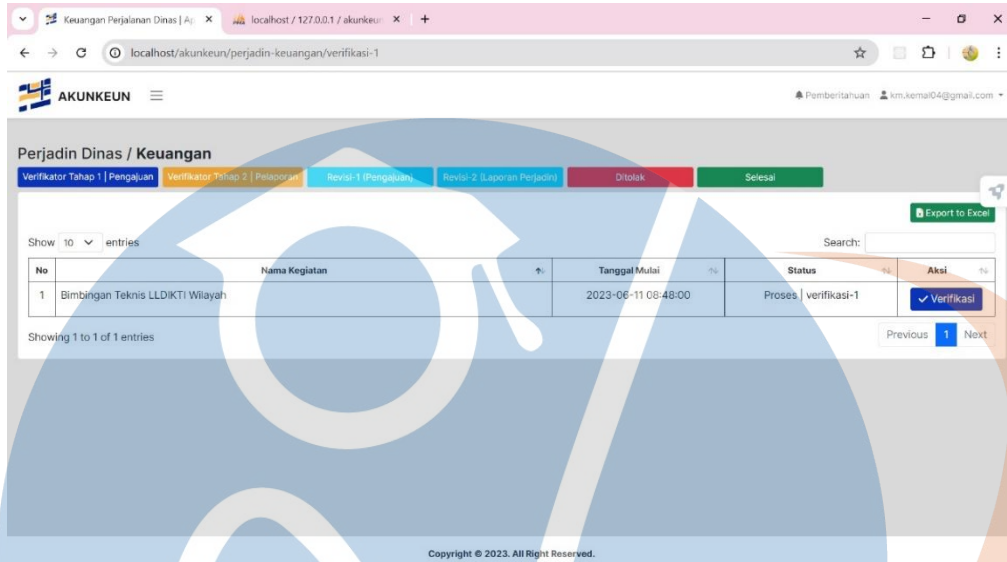 Keuangan Perjalanan Dinas | Ap
localhost / 127.0.0.1 / akunkeun
localhost/akunkeun/perjadin-keuangan/verifikasi-1
AKUNKEUN
Pemberitahuan km.kemal04@gmail.com
Perjadin Dinas / Keuangan
Verifikator Tahap 1 | Pengajuan Verifikator Tahap 2 | Pelaporan Revisi-1 (Pengajuan) Revisi-2 (Laporan Perjadin) Ditolak Selesai
Export to Excel
Show 10 entries Search:
No Nama Kegiatan Tanggal Mulai Status Aksi
1 Bimbingan Teknis LLDIKTI Wilayah 2023-06-11 08:48:00 Proses | verifikasi-1 Verifikasi
Showing 1 to 1 of 1 entries Previous 1 Next
Copyright © 2023. All Right Reserved.